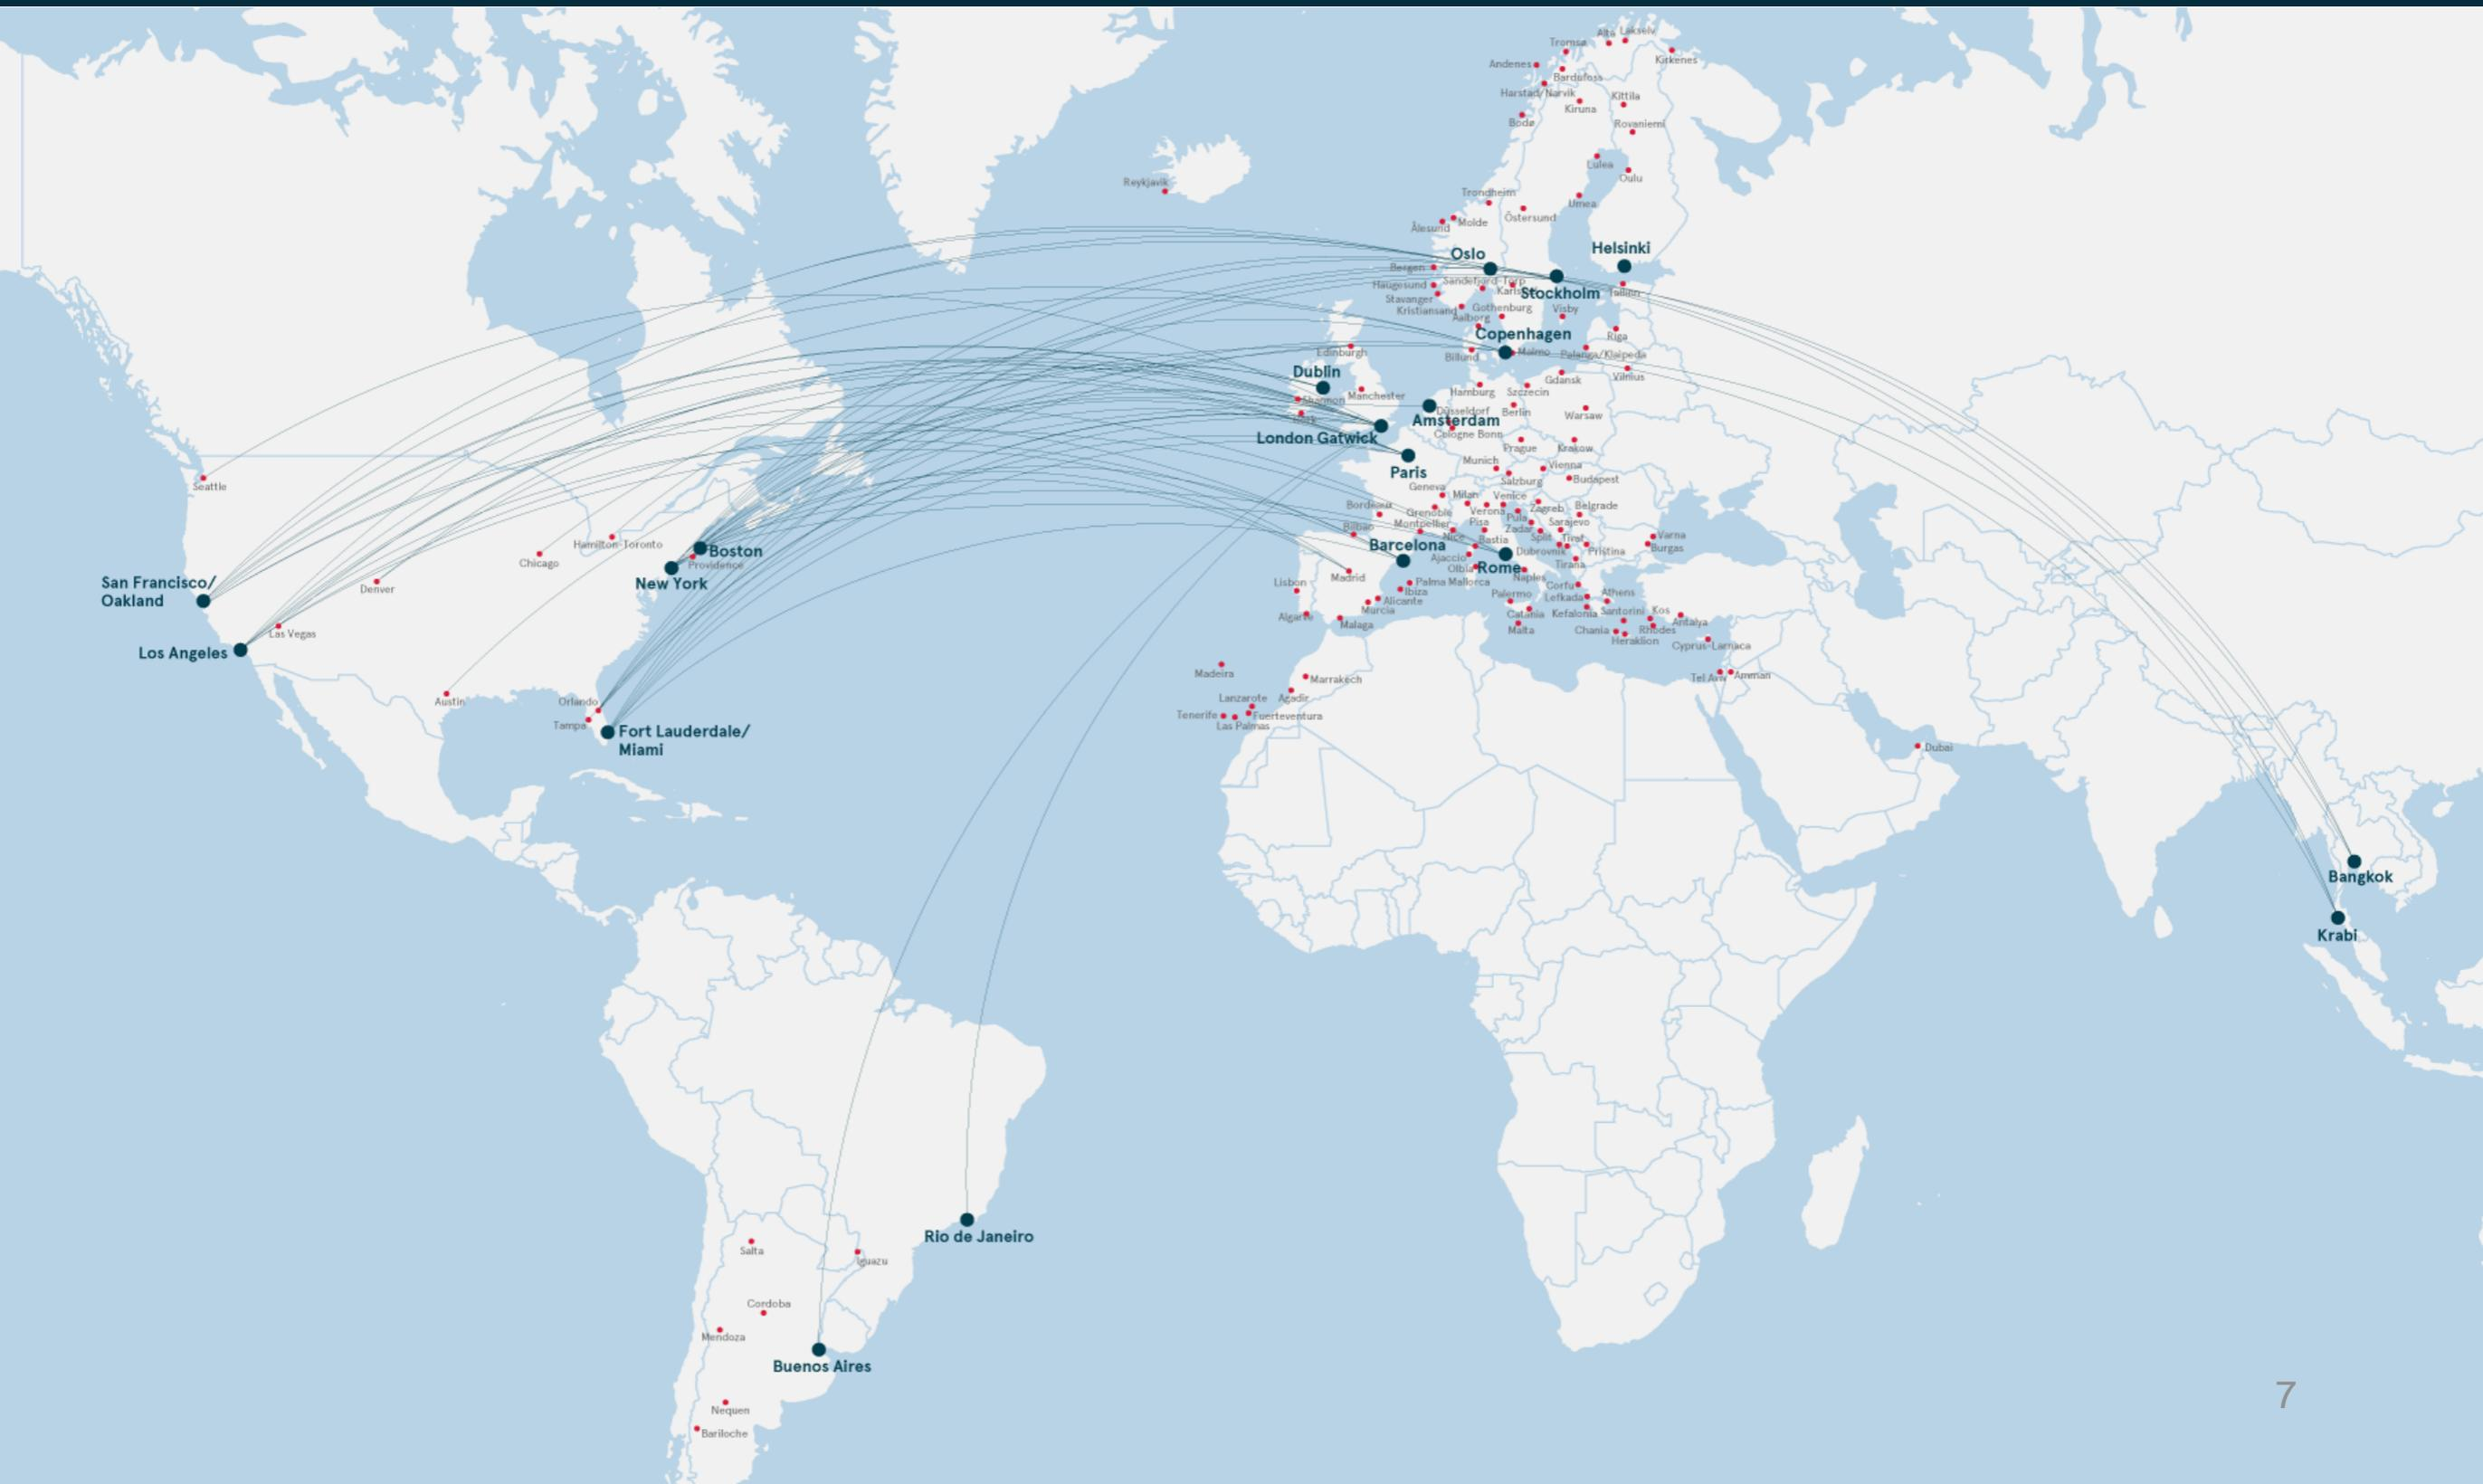 Alta
Lakselv
Tromsø
Kirkenes
Andenes
Bardufoss
Harstad/Narvik
Kittila
Kiruna
Bodø
Rovaniemi
Lulea
Oulu
Reykjavik
Trondheim
Umea
Östersund
Molde
Ålesund
Helsinki
Oslo
Bergen
Sandefjord-Torp
Haugesund
Stockholm
Tallinn
Stavanger
Kristiansand
Gothenburg
Visby
Aalborg
Copenhagen
Riga
Edinburgh
Billund
Malmo
Palanga/Klaipeda
Dublin
Vilnius
Gdansk
Hamburg
Szczecin
Manchester
Shannon
Düsseldorf
Berlin
Warsaw
Cork
Amsterdam
London Gatwick
Cologne Bonn
Prague
Krakow
Paris
Munich
Vienna
Salzburg
Budapest
Seattle
Geneva
Milan
Venice
Bordeaux
Grenoble
Verona
Zagreb
Belgrade
Bilbao
Montpellier
Pisa
Pula
Sarajevo
Zadar
Nice
Bastia
Split
Tivat
Varna
Burgas
Barcelona
Dubrovnik
Priština
Ajaccio
Tirana
Olbia
Rome
Hamilton-Toronto
Boston
Chicago
Providence
New York
San Francisco/
Oakland
Denver
Lisbon
Madrid
Palma Mallorca
Naples
Ibiza
Corfu
Palermo
Lefkada
Athens
Alicante
Murcia
Catania
Kefalonia
Santorini
Kos
Algarve
Malaga
Malta
Chania
Rhodes
Antalya
Heraklion
Cyprus-Larnaca
Las Vegas
Los Angeles
Madeira
Marrakech
Tel Aviv
Amman
Austin
Orlando
Tampa
Lanzarote
Agadir
Tenerife
Fuerteventura
Las Palmas
Fort Lauderdale/
Miami
Dubai
Bangkok
Krabi
Rio de Janeiro
Salta
Iguazu
Cordoba
Mendoza
Buenos Aires
Nequen
Bariloche
7